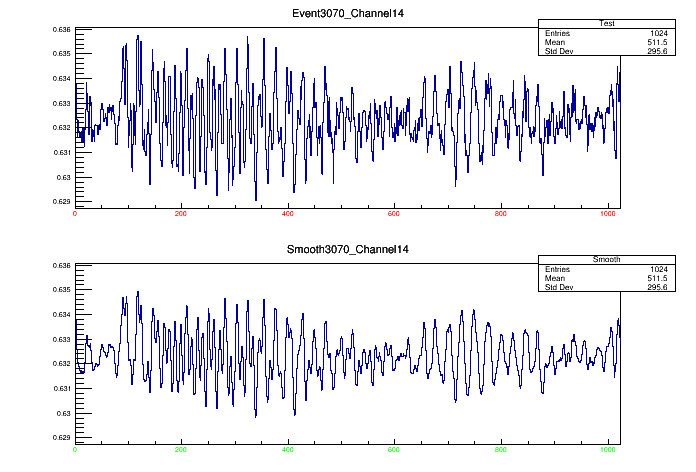 Event3070_Channel14
Test
Entries 1024
Mean 511.5
Std Dev 295.6
0.636
0.635
0.634
0.633
0.632
0.631
0.63
0.629
0 200 400 600 800 1000
Smooth3070_Channel14
Smooth
Entries 1024
Mean 511.5
Std Dev 295.6
0.636
0.635
0.634
0.633
0.632
0.631
0.63
0.629
0 200 400 600 800 1000